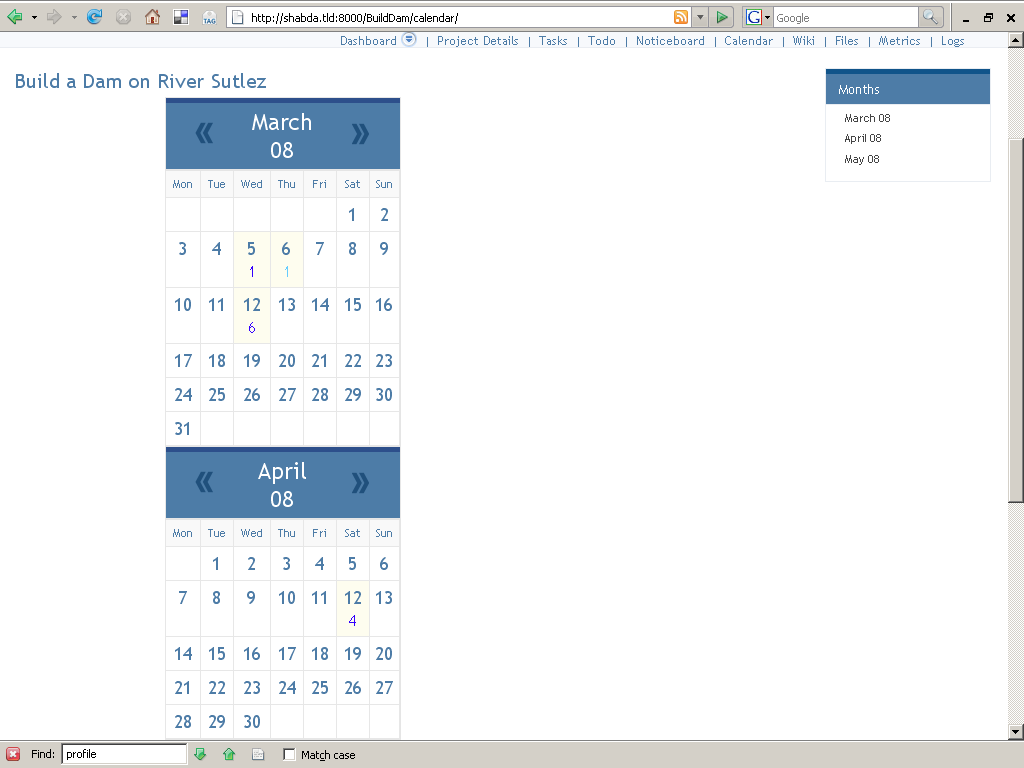 TAG
http://shabda.tld:8000/BuildDam/calendar/
G
Google
Dashboard | Project Details | Tasks | Todo | Noticeboard | Calendar | Wiki | Files | Metrics | Logs
Build a Dam on River Sutlez
Months
March 08
April 08
May 08
« March »
08
Mon Tue Wed Thu Fri Sat Sun
1 2
3 4 5 6 7 8 9
1 1
10 11 12 13 14 15 16
6
17 18 19 20 21 22 23
24 25 26 27 28 29 30
31
« April »
08
Mon Tue Wed Thu Fri Sat Sun
1 2 3 4 5 6
7 8 9 10 11 12 13
4
14 15 16 17 18 19 20
21 22 23 24 25 26 27
28 29 30
Find: profile Match case